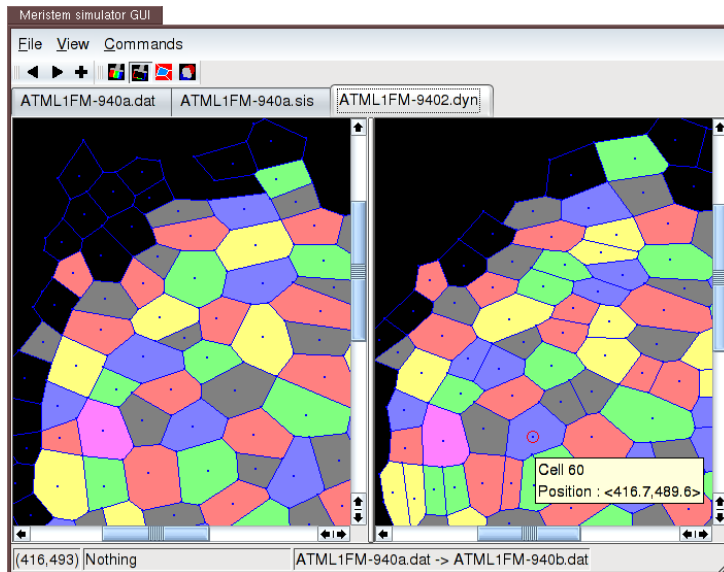 Meristem simulator GUI
File View Commands
ATML1FM-940a.dat ATML1FM-940a.sis ATML1FM-9402.dyn
Cell 60
Position : <416.7,489.6>
(416,493) Nothing ATML1FM-940a.dat -> ATML1FM-940b.dat